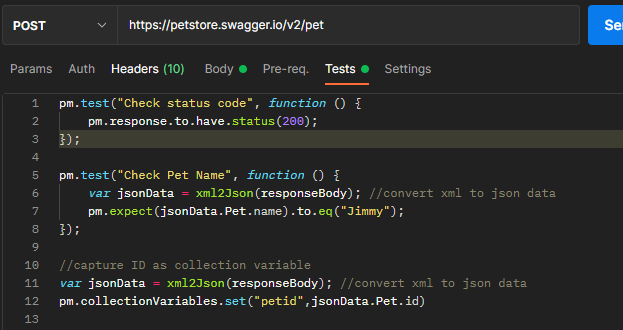 POST https://petstore.swagger.io/v2/pet
Params Auth Headers (10) Body Pre-req. Tests Settings
1 pm.test("Check status code", function () {
2 pm.response.to.have.status(200);
3 });
4
5 pm.test("Check Pet Name", function () {
6 var jsonData = xml2Json(responseBody); //convert xml to json data
7 pm.expect(jsonData.Pet.name).to.eq("Jimmy");
8 });
9
10 //capture ID as collection variable
11 var jsonData = xml2Json(responseBody); //convert xml to json data
12 pm.collectionVariables.set("petid",jsonData.Pet.id)
13